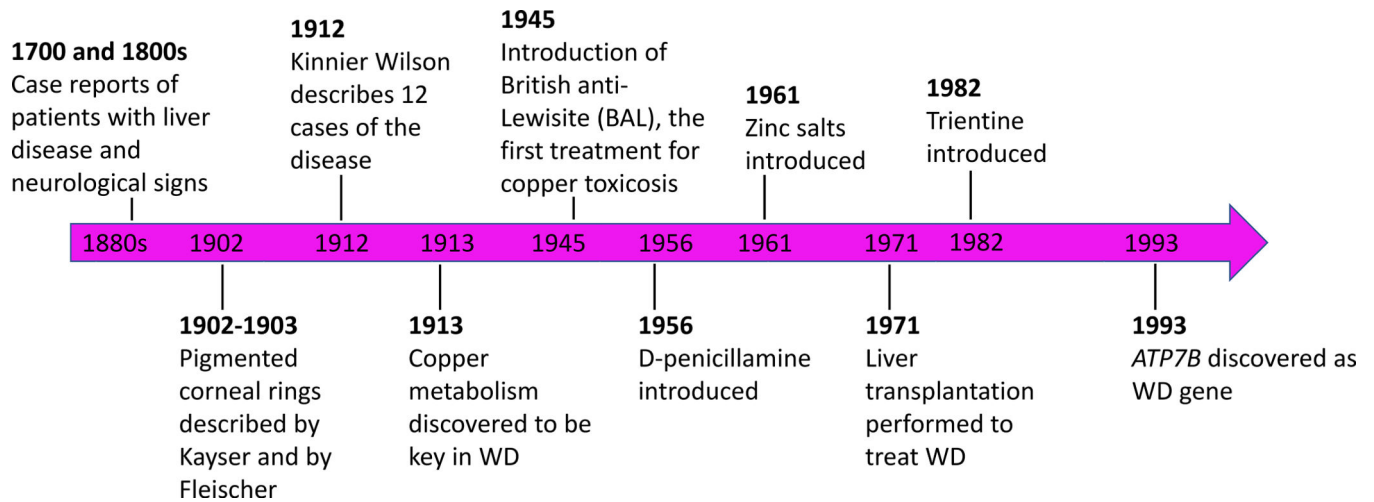 1700 and 1800s
Case reports of
patients with liver
disease and
neurological signs
1912
Kinnier Wilson
describes 12
cases of the
disease
1945
Introduction of
British anti-
Lewisite (BAL), the
first treatment for
copper toxicosis
1961
Zinc salts
introduced
1982
Trientine
introduced
1880s 1902 1912 1913 1945 1956 1961 1971 1982 1993
1902-1903
Pigmented
corneal rings
described by
Kayser and by
Fleischer
1913
Copper
metabolism
discovered to be
key in WD
1956
D-penicillamine
introduced
1971
Liver
transplantation
performed to
treat WD
1993
ATP7B discovered as
WD gene